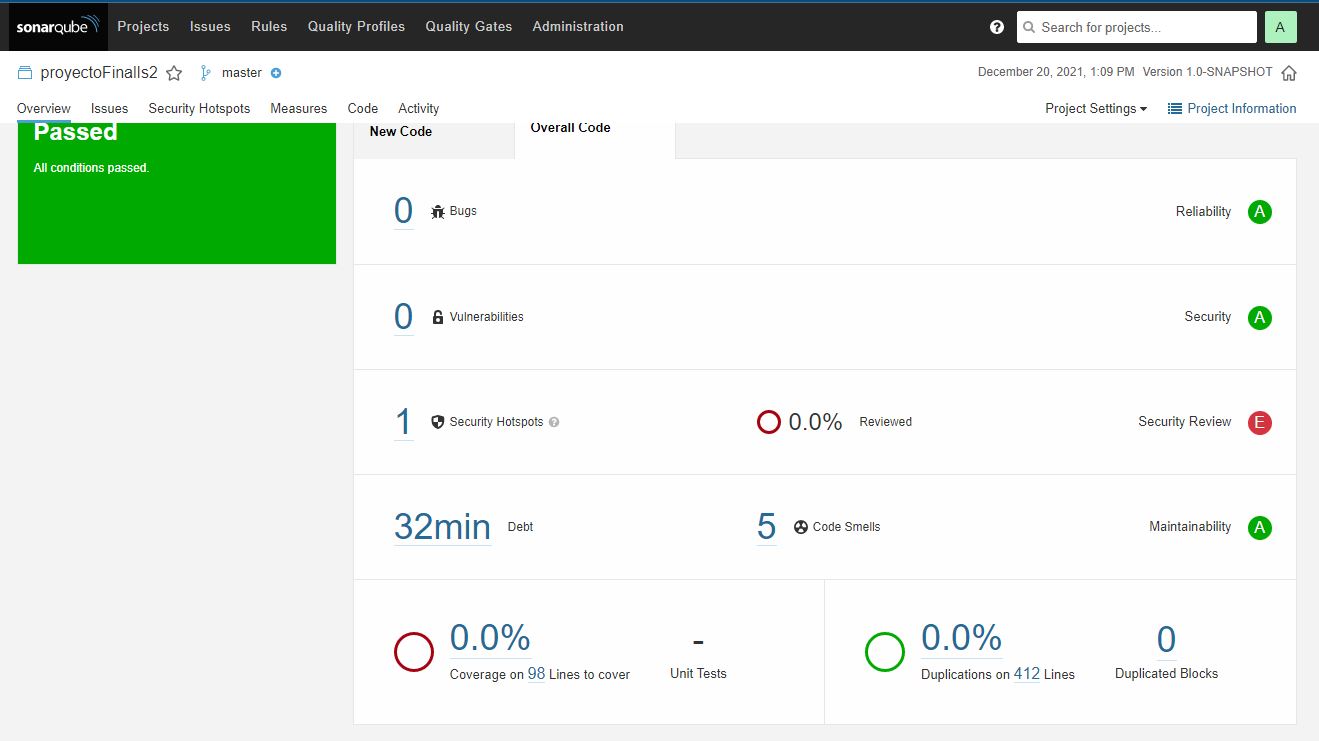 sonarqube Projects Issues Rules Quality Profiles Quality Gates Administration ? Search for projects... A
proyectoFinalIs2 master December 20, 2021, 1:09 PM Version 1.0-SNAPSHOT
Overview Issues Security Hotspots Measures Code Activity Project Settings Project Information
Passed
All conditions passed.
New Code Overall Code
0 Bugs Reliability A
0 Vulnerabilities Security A
1 Security Hotspots ? 0.0% Reviewed Security Review E
32min Debt 5 Code Smells Maintainability A
0.0% - 0.0% 0
Coverage on 98 Lines to cover Unit Tests Duplications on 412 Lines Duplicated Blocks